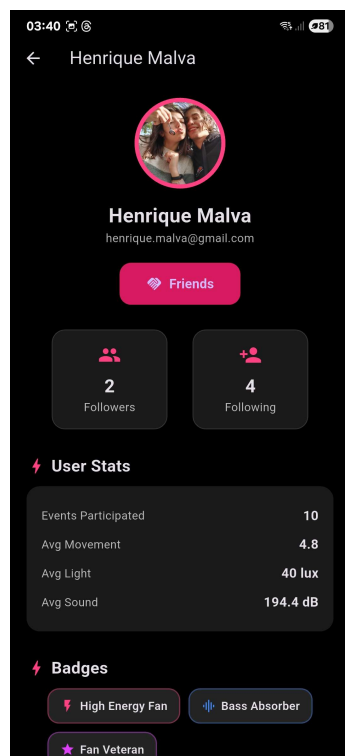 03:40
81
Henrique Malva
Henrique Malva
henrique.malva@gmail.com
Friends
2
Followers
4
Following
User Stats
Events Participated 10
Avg Movement 4.8
Avg Light 40 lux
Avg Sound 194.4 dB
Badges
High Energy Fan
Bass Absorber
Fan Veteran